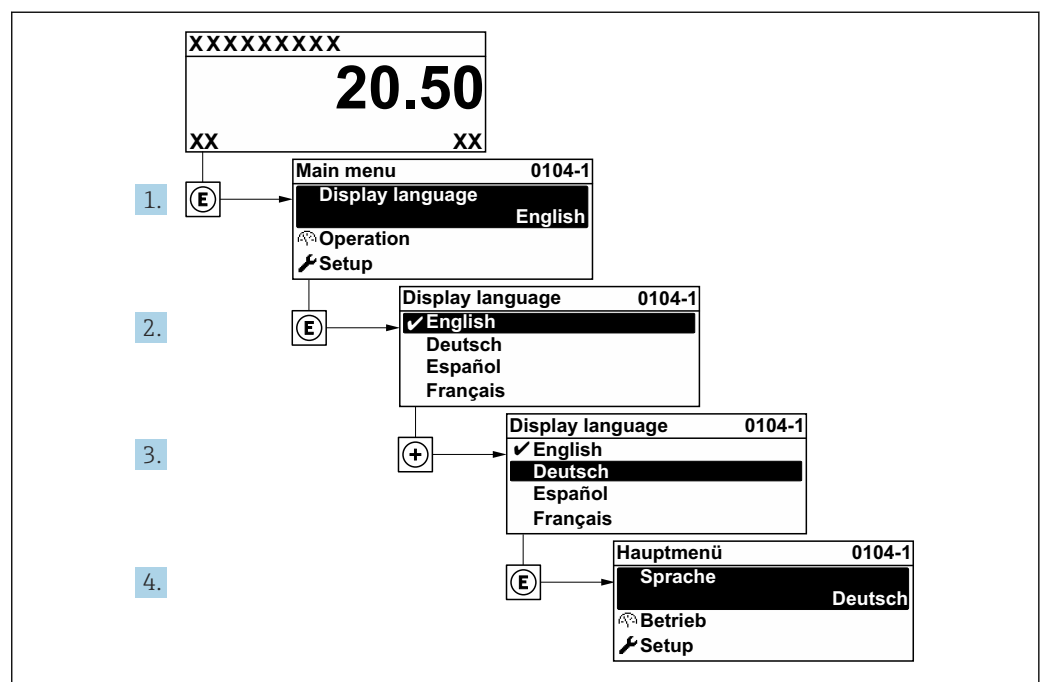 XXXXXXXXX
20.50
XX XX
1. E
Main menu 0104-1
Display language
English
Operation
Setup
2. E
Display language 0104-1
✔English
Deutsch
Español
Français
3. +
Display language 0104-1
✔English
Deutsch
Español
Français
4. E
Hauptmenü 0104-1
Sprache
Deutsch
Betrieb
Setup